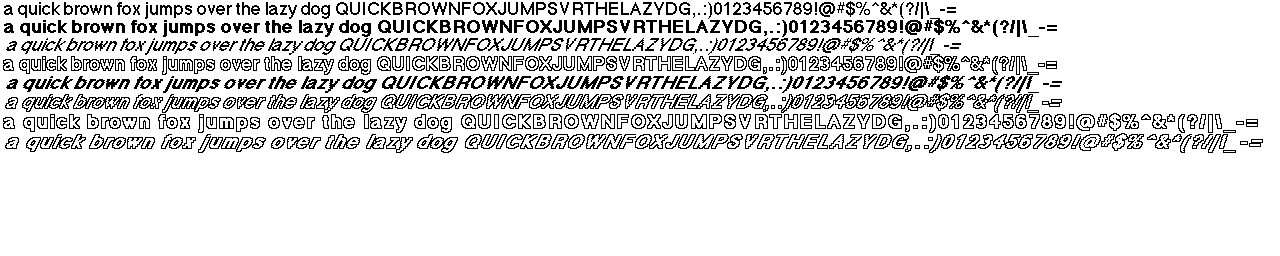 a quick brown fox jumps over the lazy dog QUICKBROWNFOXJUMPSVRTHELAZYDG,.:)0123456789!@#$%^&*(?/|\_-=
a quick brown fox jumps over the lazy dog QUICKBROWNFOXJUMPSVRTHELAZYDG,.:)0123456789!@#$%^&*(?/|\_-=
a quick brown fox jumps over the lazy dog QUICKBROWNFOXJUMPSVRTHELAZYDG,.:)0123456789!@#$%^&*(?/|\_-=
a quick brown fox jumps over the lazy dog QUICKBROWNFOXJUMPSVRTHELAZYDG,.:)0123456789!@#$%^&*(?/|\_-=
a quick brown fox jumps over the lazy dog QUICKBROWNFOXJUMPSVRTHELAZYDG,.:)0123456789!@#$%^&*(?/|\_-=
a quick brown fox jumps over the lazy dog QUICKBROWNFOXJUMPSVRTHELAZYDG,.:)0123456789!@#$%^&*(?/|\_-=
a quick brown fox jumps over the lazy dog QUICKBROWNFOXJUMPSVRTHELAZYDG,.:)0123456789!@#$%^&*(?/|\_-=
a quick brown fox jumps over the lazy dog QUICKBROWNFOXJUMPSVRTHELAZYDG,.:)0123456789!@#$%^&*(?/|\_-=